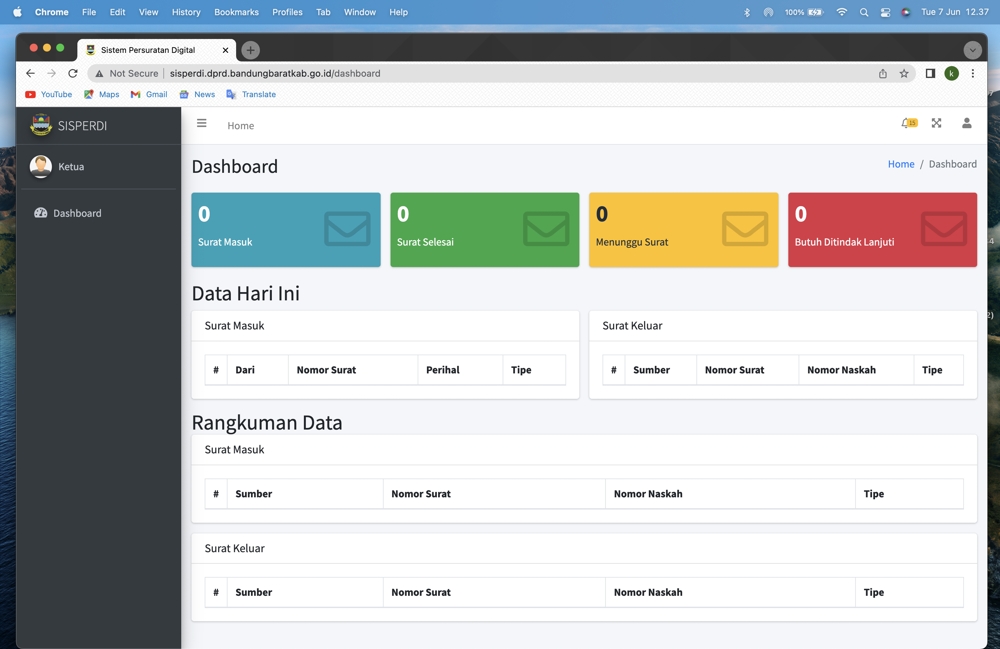 Chrome File Edit View History Bookmarks Profiles Tab Window Help 100% Tue 7 Jun 12.37
Sistem Persuratan Digital
Not Secure sisperdi.dprd.bandungbaratkab.go.id/dashboard k
YouTube Maps Gmail News Translate
SISPERDI
Home 15
Ketua
Dashboard
Dashboard
Home / Dashboard
0
Surat Masuk
0
Surat Selesai
0
Menunggu Surat
0
Butuh Ditindak Lanjuti
Data Hari Ini
Surat Masuk
# Dari Nomor Surat Perihal Tipe
Surat Keluar
# Sumber Nomor Surat Nomor Naskah Tipe
Rangkuman Data
Surat Masuk
# Sumber Nomor Surat Nomor Naskah Tipe
Surat Keluar
# Sumber Nomor Surat Nomor Naskah Tipe